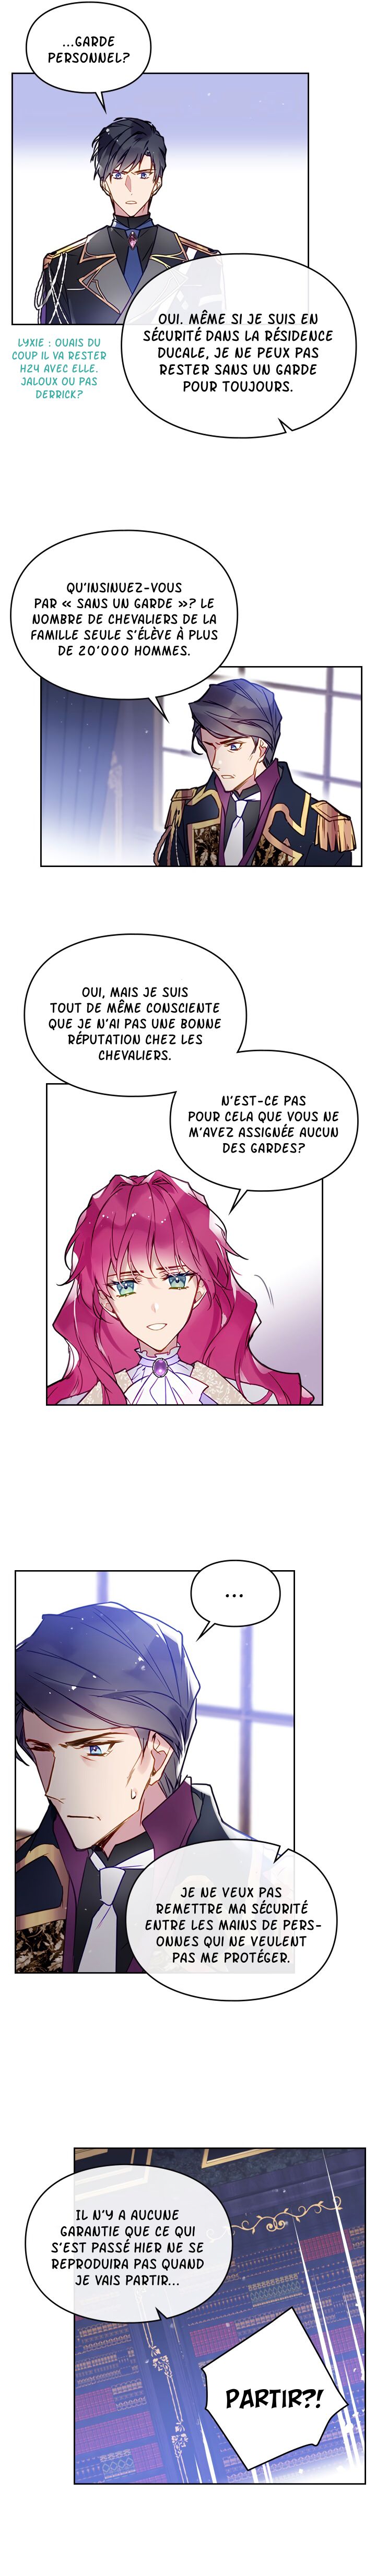 ...GARDE
PERSONNEL?
OUI. MÊME SI JE SUIS EN
SÉCURITÉ DANS LA RÉSIDENCE
DUCALE, JE NE PEUX PAS
RESTER SANS UN GARDE
POUR TOUJOURS.
LYXIE : OUAIS DU
COUP IL VA RESTER
H24 AVEC ELLE.
JALOUX OU PAS
DERRICK?
QU'INSINUEZ-VOUS
PAR « SANS UN GARDE »? LE
NOMBRE DE CHEVALIERS DE LA
FAMILLE SEULE S'ÉLÈVE À PLUS
DE 20'000 HOMMES.
OUI, MAIS JE SUIS
TOUT DE MÊME CONSCIENTE
QUE JE N'AI PAS UNE BONNE
RÉPUTATION CHEZ LES
CHEVALIERS.
N'EST-CE PAS
POUR CELA QUE VOUS NE
M'AVEZ ASSIGNÉE AUCUN
DES GARDES?
...
JE NE VEUX PAS
REMETTRE MA SÉCURITÉ
ENTRE LES MAINS DE PERS-
ONNES QUI NE VEULENT
PAS ME PROTÉGER.
IL N'Y A AUCUNE
GARANTIE QUE CE QUI
S'EST PASSÉ HIER NE SE
REPRODUIRA PAS QUAND
JE VAIS PARTIR...
PARTIR?!